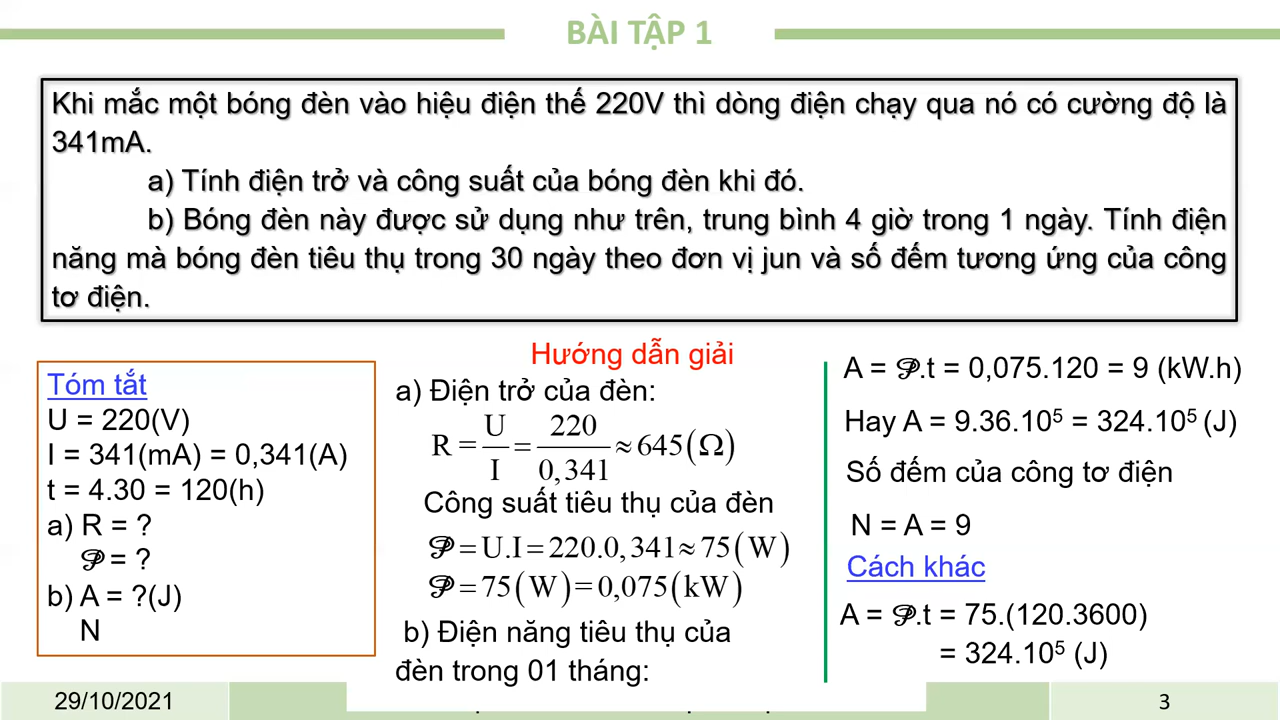 BÀI TẬP 1
Khi mắc một bóng đèn vào hiệu điện thế 220V thì dòng điện chạy qua nó có cường độ là
341mA.
a) Tính điện trở và công suất của bóng đèn khi đó.
b) Bóng đèn này được sử dụng như trên, trung bình 4 giờ trong 1 ngày. Tính điện
năng mà bóng đèn tiêu thụ trong 30 ngày theo đơn vị jun và số đếm tương ứng của công
tơ điện.
Tóm tắt
U = 220(V)
I = 341(mA) = 0,341(A)
t = 4.30 = 120(h)
a) R = ?
𝒫 = ?
b) A = ?(J)
N
Hướng dẫn giải
a) Điện trở của đèn:
R = U/I = 220/0,341 ≈ 645(Ω)
Công suất tiêu thụ của đèn
𝒫 = U.I = 220.0,341 ≈ 75(W)
𝒫 = 75(W) = 0,075(kW)
b) Điện năng tiêu thụ của
đèn trong 01 tháng:
A = 𝒫.t = 0,075.120 = 9 (kW.h)
Hay A = 9.36.10⁵ = 324.10⁵ (J)
Số đếm của công tơ điện
N = A = 9
Cách khác
A = 𝒫.t = 75.(120.3600)
= 324.10⁵ (J)
29/10/2021
3